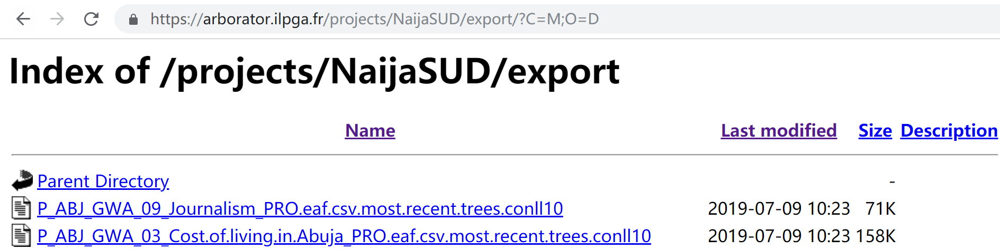 https://arborator.ilpga.fr/projects/NaijaSUD/export/?C=M;O=D
Index of /projects/NaijaSUD/export
Name Last modified Size Description
Parent Directory -
P_ABJ_GWA_09_Journalism_PRO.eaf.csv.most.recent.trees.conll10 2019-07-09 10:23 71K
P_ABJ_GWA_03_Cost.of.living.in.Abuja_PRO.eaf.csv.most.recent.trees.conll10 2019-07-09 10:23 158K